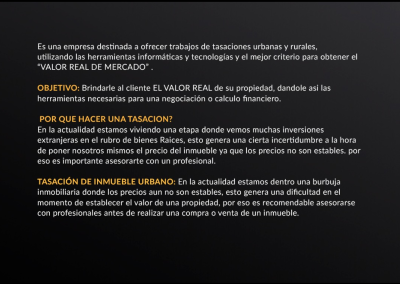 Es una empresa destinada a ofrecer trabajos de tasaciones urbanas y rurales,
utilizando las herramientas informáticas y tecnologías y el mejor criterio para obtener el
"VALOR REAL DE MERCADO" .
OBJETIVO: Brindarle al cliente EL VALOR REAL de su propiedad, dandole asi las
herramientas necesarias para una negociación o calculo financiero.
POR QUE HACER UNA TASACION?
En la actualidad estamos viviendo una etapa donde vemos muchas inversiones
extranjeras en el rubro de bienes Raices, esto genera una cierta incertidumbre a la hora
de poner nosotros mismos el precio del inmueble ya que los precios no son estables. por
eso es importante asesorarte con un profesional.
TASACIÓN DE INMUEBLE URBANO: En la actualidad estamos dentro una burbuja
inmobiliaria donde los precios aun no son estables, esto genera una dificultad en el
momento de establecer el valor de una propiedad, por eso es recomendable asesorarse
con profesionales antes de realizar una compra o venta de un inmueble.